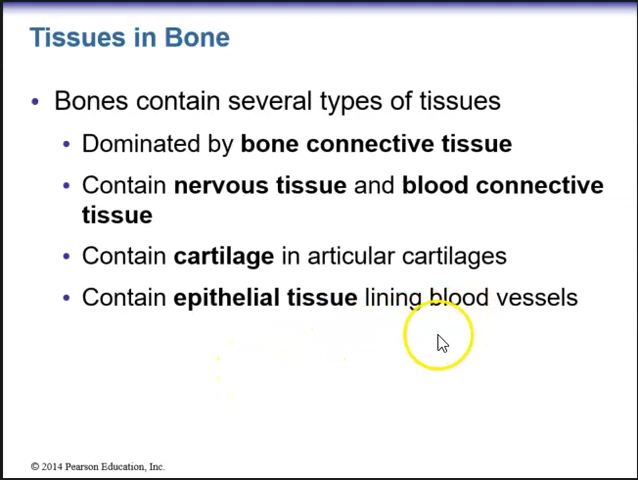 Tissues in Bone
• Bones contain several types of tissues
• Dominated by bone connective tissue
• Contain nervous tissue and blood connective
tissue
• Contain cartilage in articular cartilages
• Contain epithelial tissue lining blood vessels
© 2014 Pearson Education, Inc.